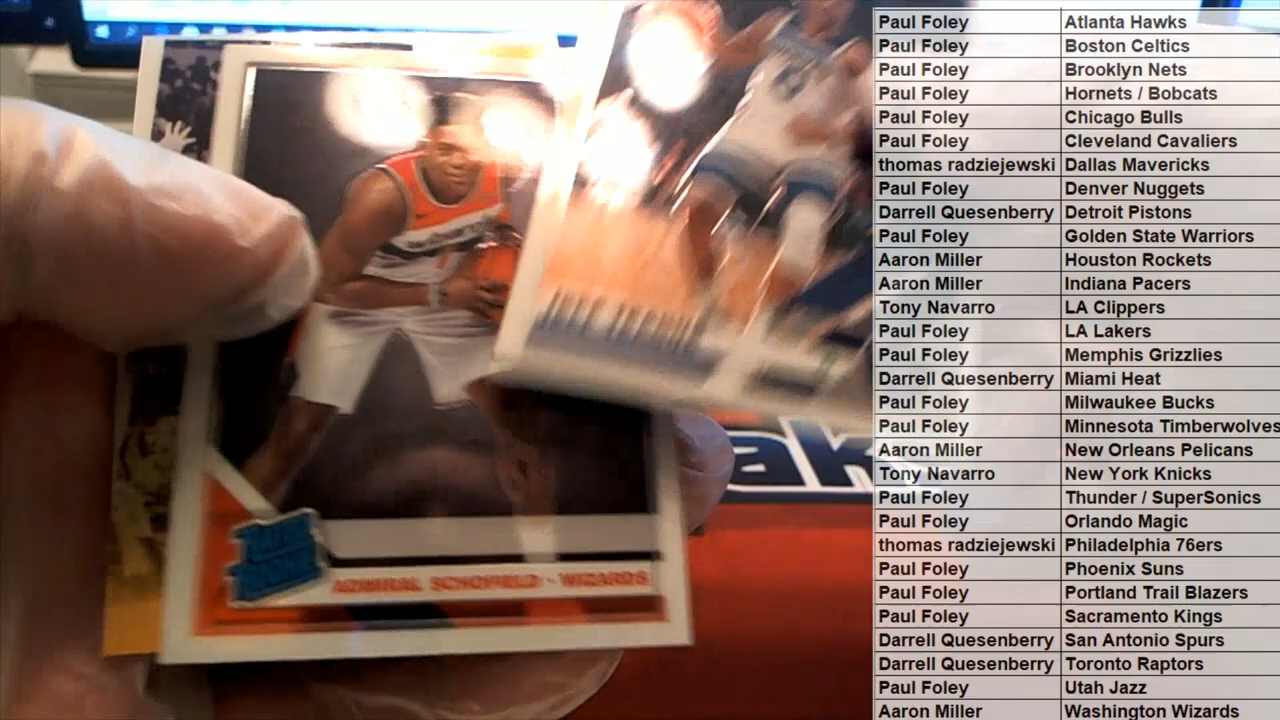 Paul Foley Atlanta Hawks
Paul Foley Boston Celtics
Paul Foley Brooklyn Nets
Paul Foley Hornets / Bobcats
Paul Foley Chicago Bulls
Paul Foley Cleveland Cavaliers
thomas radziejewski Dallas Mavericks
Paul Foley Denver Nuggets
Darrell Quesenberry Detroit Pistons
Paul Foley Golden State Warriors
Aaron Miller Houston Rockets
Aaron Miller Indiana Pacers
Tony Navarro LA Clippers
Paul Foley LA Lakers
Paul Foley Memphis Grizzlies
Darrell Quesenberry Miami Heat
Paul Foley Milwaukee Bucks
Paul Foley Minnesota Timberwolves
Aaron Miller New Orleans Pelicans
Tony Navarro New York Knicks
Paul Foley Thunder / SuperSonics
Paul Foley Orlando Magic
thomas radziejewski Philadelphia 76ers
Paul Foley Phoenix Suns
Paul Foley Portland Trail Blazers
Paul Foley Sacramento Kings
Darrell Quesenberry San Antonio Spurs
Darrell Quesenberry Toronto Raptors
Paul Foley Utah Jazz
Aaron Miller Washington Wizards
ADMIRAL SCHOFIELD - WIZARDS